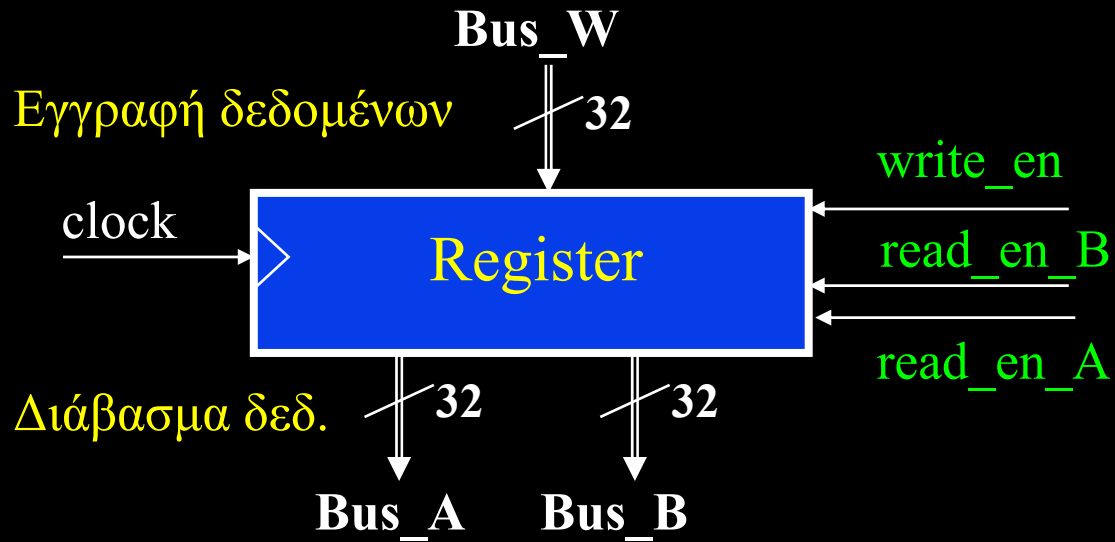 Bus_W
Εγγραφή δεδομένων
32
write_en
clock
Register
read_en_B
read_en_A
Διάβασμα δεδ.
32
32
Bus_A
Bus_B